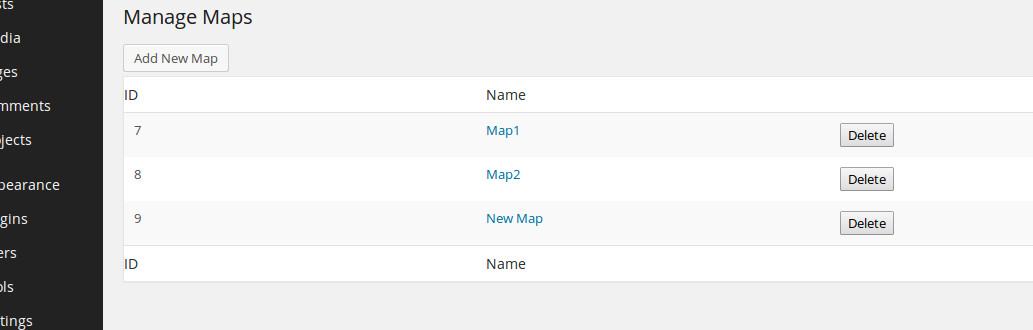 sts
Manage Maps
dia
Add New Map
ges
mments
ID Name
jects
7 Map1 Delete
8 Map2 Delete
pearance
9 New Map Delete
gins
ers
ID Name
ols
tings